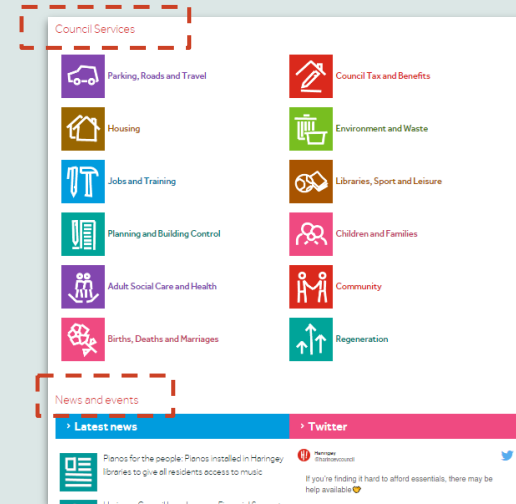 Council Services
Parking, Roads and Travel
Council Tax and Benefits
Housing
Environment and Waste
Jobs and Training
Libraries, Sport and Leisure
Planning and Building Control
Children and Families
Adult Social Care and Health
Community
Births, Deaths and Marriages
Regeneration
News and events
› Latest news
› Twitter
Pianos for the people: Pianos installed in Haringey
libraries to give all residents access to music
Haringey
If you're finding it hard to afford essentials, there may be
help available😍